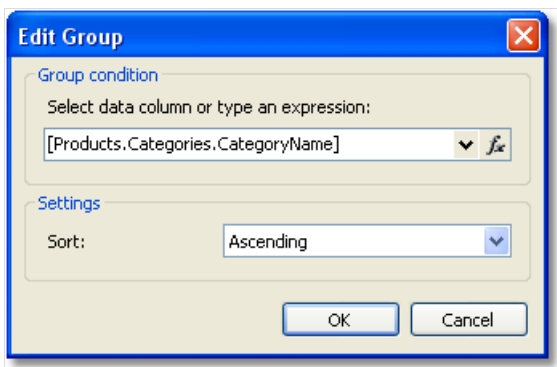 Edit Group
Group condition
Select data column or type an expression:
[Products.Categories.CategoryName]
fx
Settings
Sort: Ascending
OK Cancel